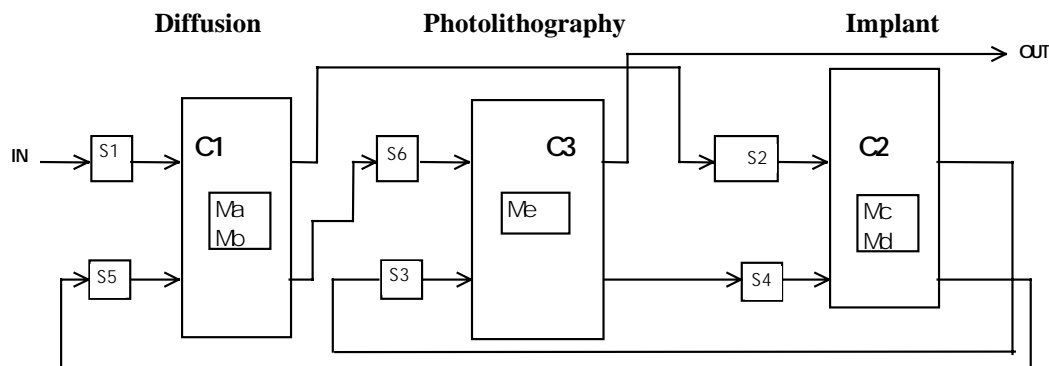 Diffusion Photolithography Implant
OUT
IN S1 C1 S6 C3 S2 C2
Ma Me Mc
Mb Md
S5 S3 S4